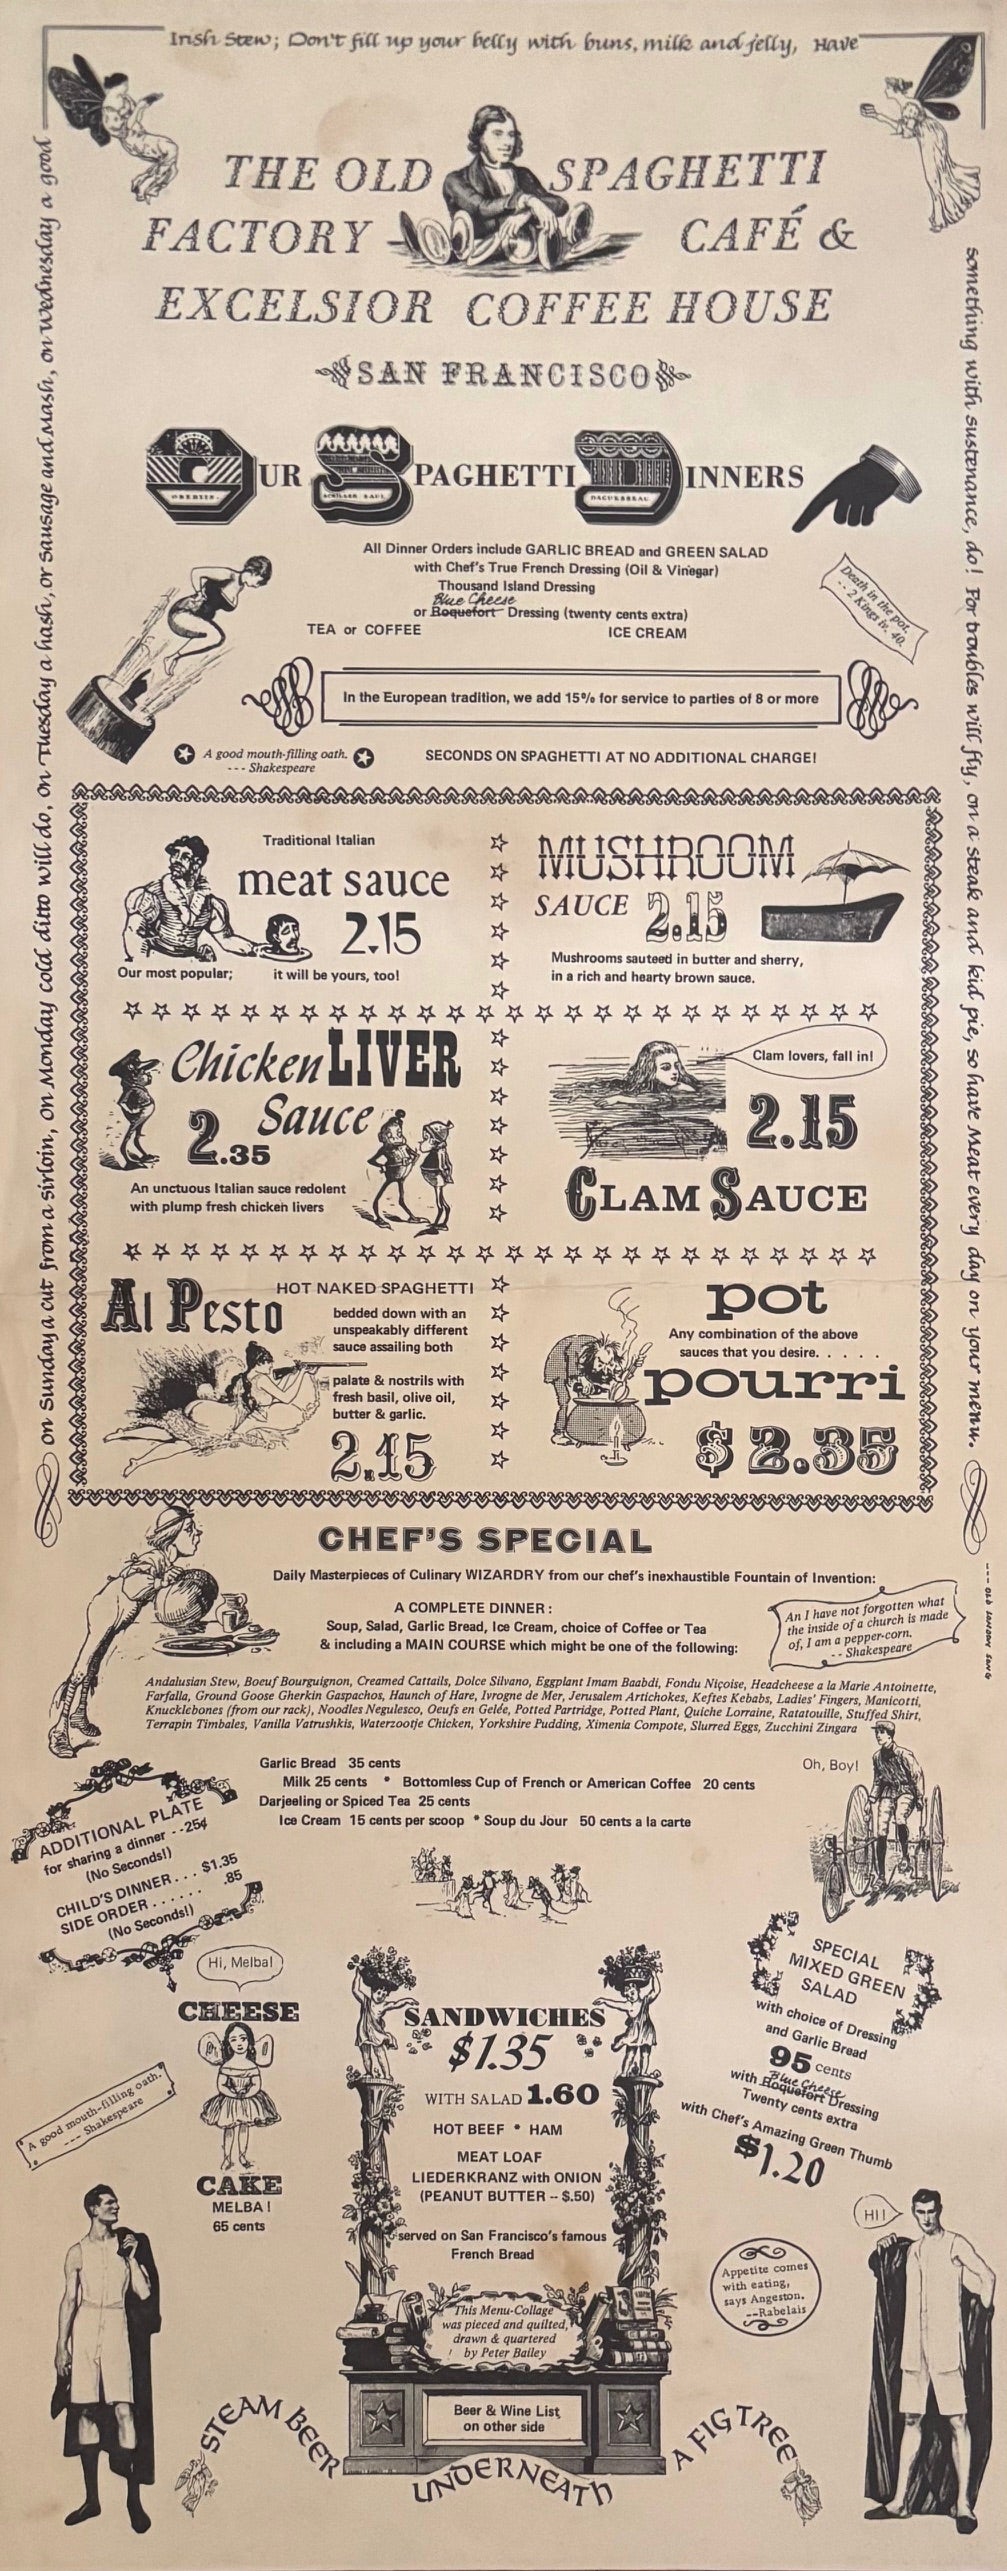 Irish Stew; Don't fill up your belly with buns, milk and jelly, Have
something with sustenance, do! For troubles will fly, on a steak and kid pie, so have Meat every day on your menu.
--- OLD LONDON SONG
on Sunday a cut from a sirloin, on Monday cold ditto will do, on Tuesday a hash, or Sausage and Mash, on Wednesday a good
THE OLD SPAGHETTI
FACTORY CAFÉ &
EXCELSIOR COFFEE HOUSE
SAN FRANCISCO
OUR SPAGHETTI DINNERS
All Dinner Orders include GARLIC BREAD and GREEN SALAD
with Chef's True French Dressing (Oil & Vinegar)
Thousand Island Dressing
Blue Cheese
or Roquefort Dressing (twenty cents extra)
TEA or COFFEE ICE CREAM
Death in the pot.
-- 2 Kings iv. 40.
In the European tradition, we add 15% for service to parties of 8 or more
A good mouth-filling oath.
--- Shakespeare
SECONDS ON SPAGHETTI AT NO ADDITIONAL CHARGE!
Traditional Italian
meat sauce
2.15
Our most popular; it will be yours, too!
MUSHROOM
SAUCE 2.15
Mushrooms sauteed in butter and sherry,
in a rich and hearty brown sauce.
Chicken LIVER
Sauce
2.35
An unctuous Italian sauce redolent
with plump fresh chicken livers
Clam lovers, fall in!
2.15
CLAM SAUCE
Al Pesto
HOT NAKED SPAGHETTI
bedded down with an
unspeakably different
sauce assailing both
palate & nostrils with
fresh basil, olive oil,
butter & garlic.
2.15
pot
Any combination of the above
sauces that you desire. . . . .
pourri
$2.35
CHEF'S SPECIAL
Daily Masterpieces of Culinary WIZARDRY from our chef's inexhaustible Fountain of Invention:
A COMPLETE DINNER:
Soup, Salad, Garlic Bread, Ice Cream, choice of Coffee or Tea
& including a MAIN COURSE which might be one of the following:
An I have not forgotten what
the inside of a church is made
of, I am a pepper-corn.
-- Shakespeare
Andalusian Stew, Boeuf Bourguignon, Creamed Cattails, Dolce Silvano, Eggplant Imam Baabdi, Fondu Niçoise, Headcheese a la Marie Antoinette,
Farfalla, Ground Goose Gherkin Gaspachos, Haunch of Hare, Ivrogne de Mer, Jerusalem Artichokes, Keftes Kebabs, Ladies' Fingers, Manicotti,
Knucklebones (from our rack), Noodles Negulesco, Oeufs en Gelée, Potted Partridge, Potted Plant, Quiche Lorraine, Ratatouille, Stuffed Shirt,
Terrapin Timbales, Vanilla Vatrushkis, Waterzootje Chicken, Yorkshire Pudding, Ximenia Compote, Slurred Eggs, Zucchini Zingara
Garlic Bread 35 cents
Milk 25 cents * Bottomless Cup of French or American Coffee 20 cents
Darjeeling or Spiced Tea 25 cents
Ice Cream 15 cents per scoop * Soup du Jour 50 cents a la carte
Oh, Boy!
ADDITIONAL PLATE
for sharing a dinner --25¢
(No Seconds!)
CHILD'S DINNER . . . $1.35
SIDE ORDER . . . . . . .85
(No Seconds!)
Hi, Melba!
CHEESE
CAKE
MELBA!
65 cents
A good mouth-filling oath.
--- Shakespeare
SANDWICHES
$1.35
WITH SALAD 1.60
HOT BEEF * HAM
MEAT LOAF
LIEDERKRANZ with ONION
(PEANUT BUTTER -- $.50)
served on San Francisco's famous
French Bread
This Menu-Collage
was pieced and quilted,
drawn & quartered
! by Peter Bailey
Beer & Wine List
on other side
SPECIAL
MIXED GREEN
SALAD
with choice of Dressing
and Garlic Bread
95 cents
Blue Cheese
with Roquefort Dressing
Twenty cents extra
with Chef's Amazing Green Thumb
$1.20
HI!
Appetite comes
with eating,
says Angeston.
--Rabelais
STEAM BEER UNDERNEATH A FIG TREE